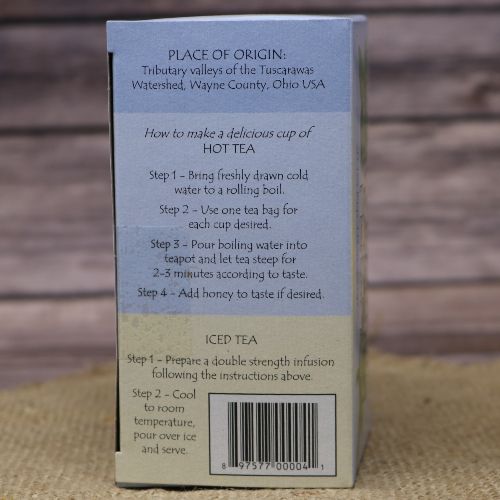 PLACE OF ORIGIN:
Tributary valleys of the Tuscarawas
Watershed, Wayne County, Ohio USA
How to make a delicious cup of
HOT TEA
Step 1 - Bring freshly drawn cold
water to a rolling boil.
Step 2 - Use one tea bag for
each cup desired.
Step 3 - Pour boiling water into
teapot and let tea steep for
2-3 minutes according to taste.
Step 4 - Add honey to taste if desired.
ICED TEA
Step 1 - Prepare a double strength infusion
following the instructions above.
Step 2 - Cool
to room
temperature,
pour over ice
and serve.
8 97577 00004 1